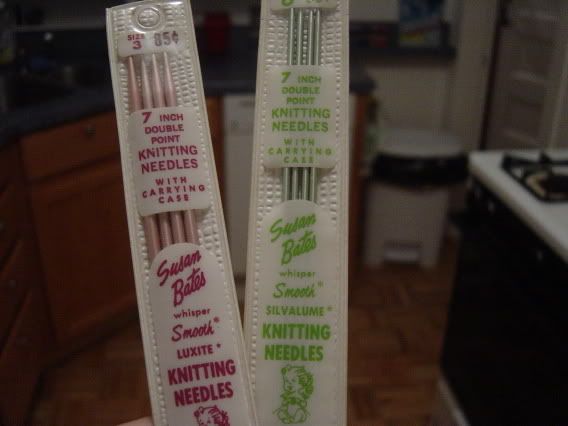 SIZE 3 85¢
7 INCH
DOUBLE
POINT
KNITTING
NEEDLES
WITH
CARRYING
CASE
Susan
Bates
whisper
Smooth®
LUXITE*
KNITTING
NEEDLES
7 INCH
DOUBLE
POINT
KNITTING
NEEDLES
WITH
CARRYING
CASE
Susan
Bates
whisper
Smooth®
SILVALUME*
KNITTING
NEEDLES